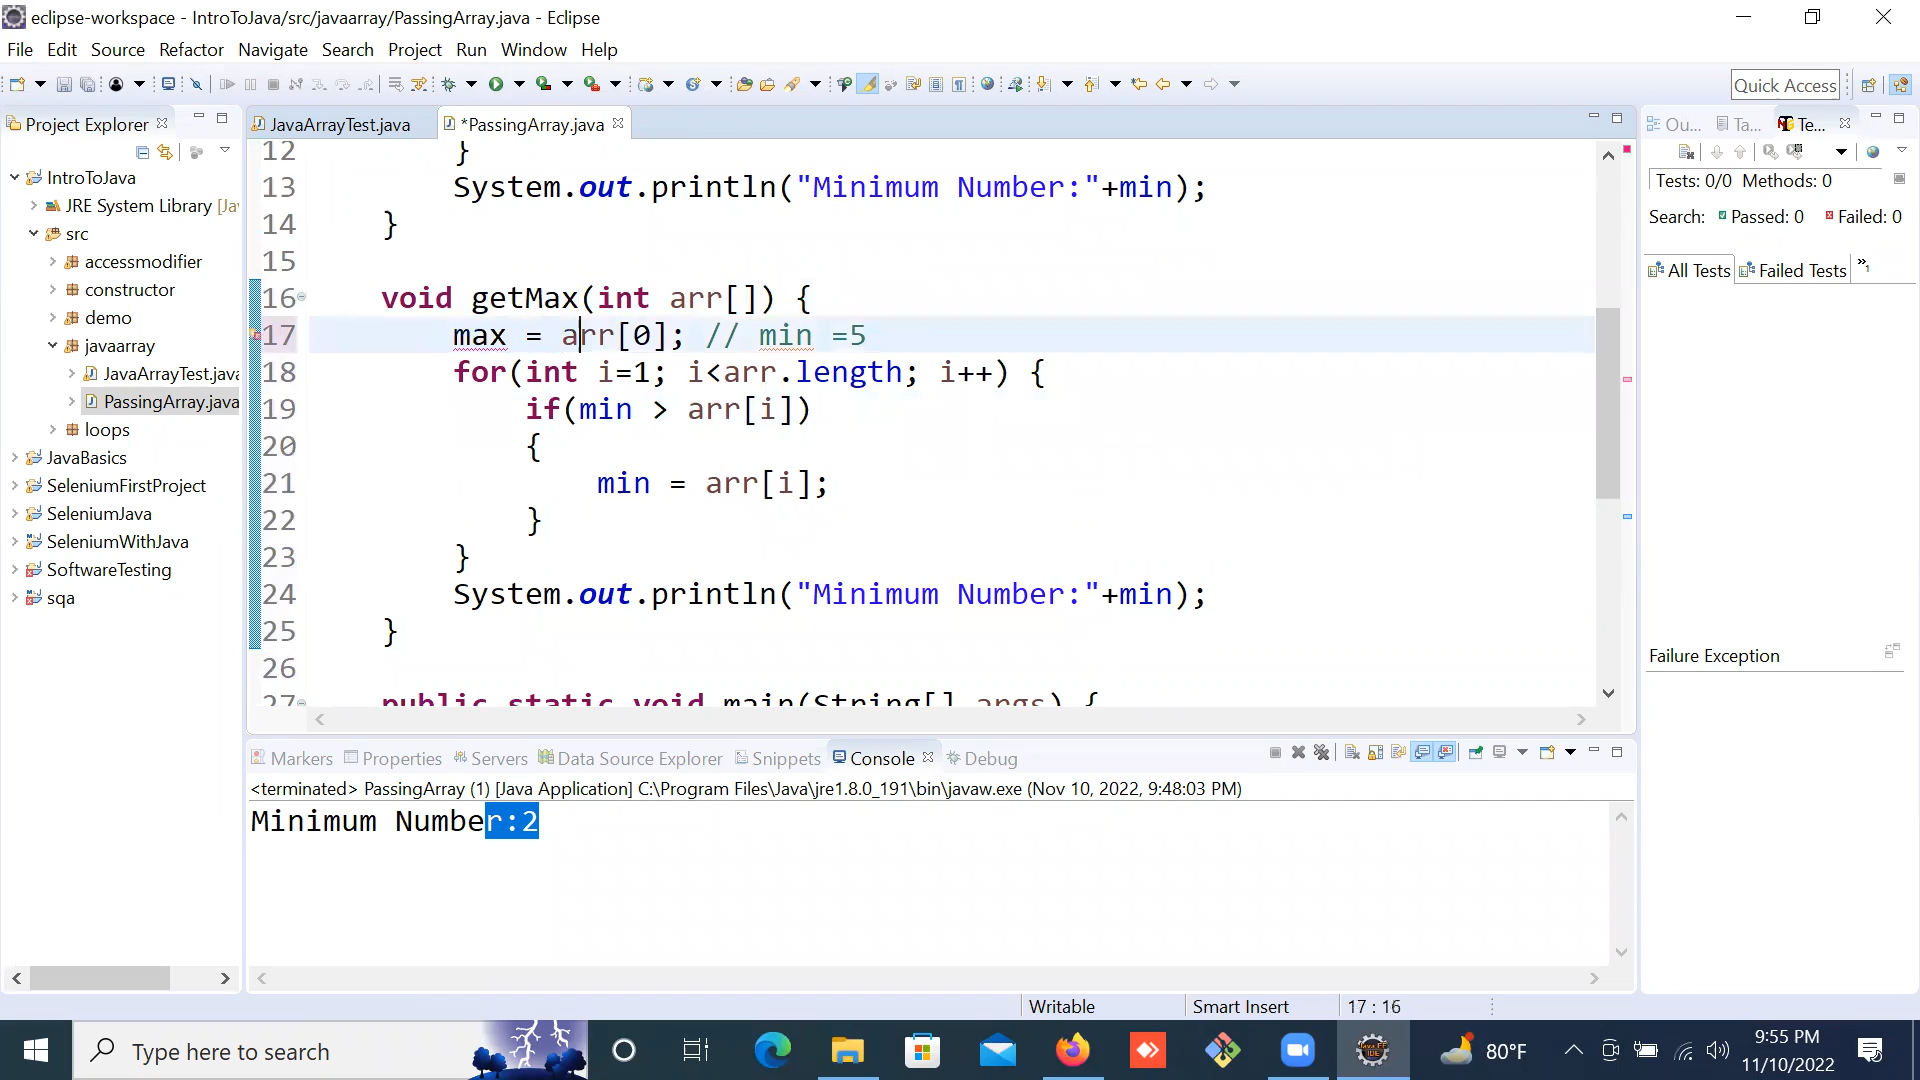 eclipse-workspace - IntroToJava/src/javaarray/PassingArray.java - Eclipse
File Edit Source Refactor Navigate Search Project Run Window Help
Quick Access
Project Explorer
JavaArrayTest.java
*PassingArray.java
Ou...
Ta...
Te...
IntroToJava
JRE System Library [Ja
src
accessmodifier
constructor
demo
javaarray
JavaArrayTest.java
PassingArray.java
loops
JavaBasics
SeleniumFirstProject
SeleniumJava
SeleniumWithJava
SoftwareTesting
sqa
12 }
13 System.out.println("Minimum Number:"+min);
14 }
15
16 void getMax(int arr[]) {
17 max = arr[0]; // min =5
18 for(int i=1; i<arr.length; i++) {
19 if(min > arr[i])
20 {
21 min = arr[i];
22 }
23 }
24 System.out.println("Minimum Number:"+min);
25 }
26
27 public static void main(String[] args) {
Tests: 0/0 Methods: 0
Search: Passed: 0 Failed: 0
All Tests Failed Tests »1
Failure Exception
Markers Properties Servers Data Source Explorer Snippets Console Debug
<terminated> PassingArray (1) [Java Application] C:\Program Files\Java\jre1.8.0_191\bin\javaw.exe (Nov 10, 2022, 9:48:03 PM)
Minimum Number:2
Writable Smart Insert 17 : 16
Type here to search
Java EE
IDE
80°F
9:55 PM
11/10/2022